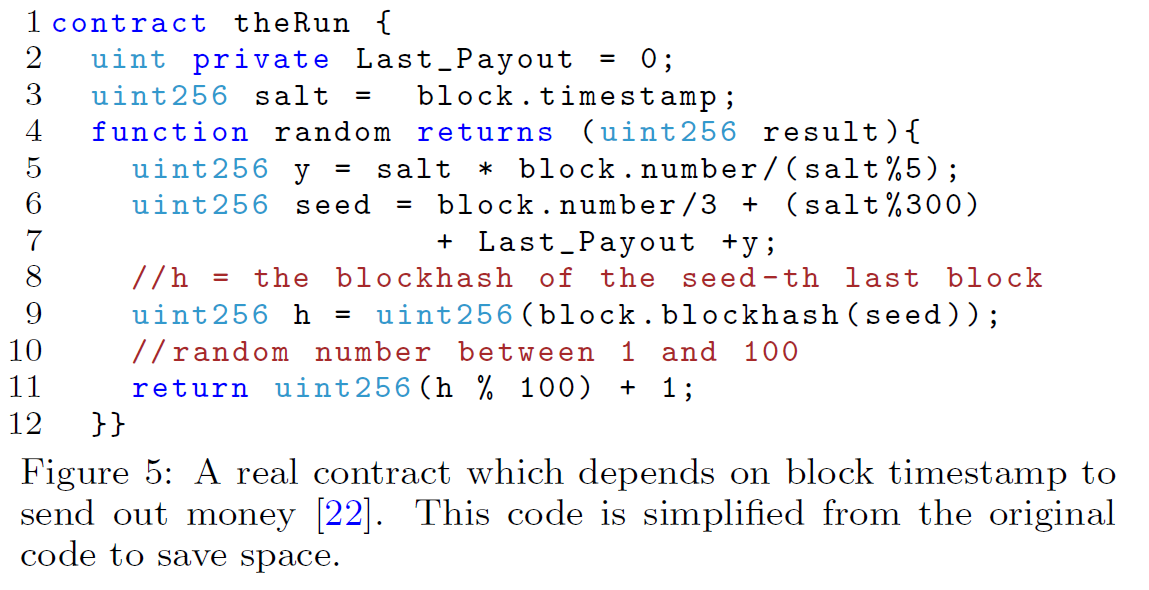 1 contract theRun {
2 uint private Last_Payout = 0;
3 uint256 salt = block.timestamp;
4 function random returns (uint256 result){
5 uint256 y = salt * block.number/(salt%5);
6 uint256 seed = block.number/3 + (salt%300)
7 + Last_Payout +y;
8 //h = the blockhash of the seed-th last block
9 uint256 h = uint256(block.blockhash(seed));
10 //random number between 1 and 100
11 return uint256(h % 100) + 1;
12 }}
Figure 5: A real contract which depends on block timestamp to
send out money [22]. This code is simplified from the original
code to save space.